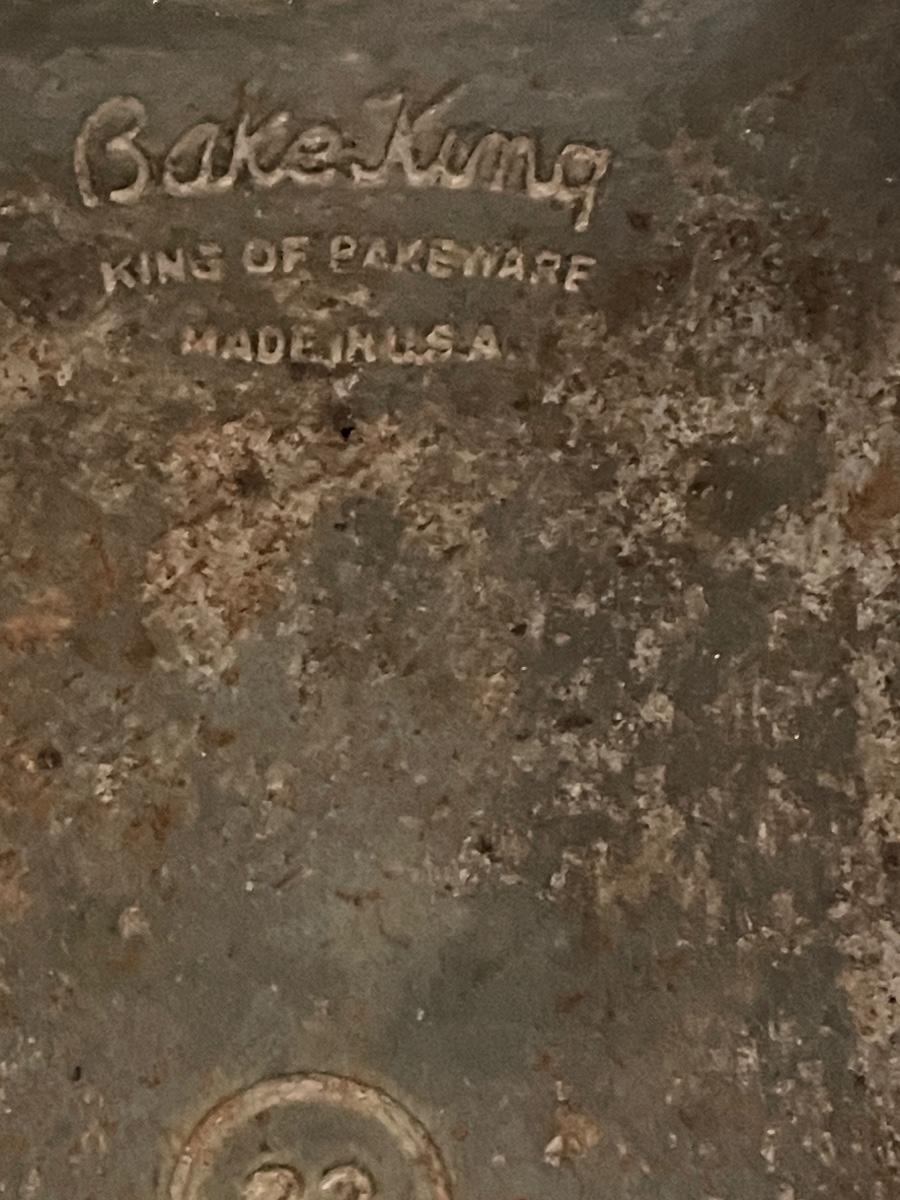 Bake King
KING OF BAKEWARE
MADE IN U.S.A.